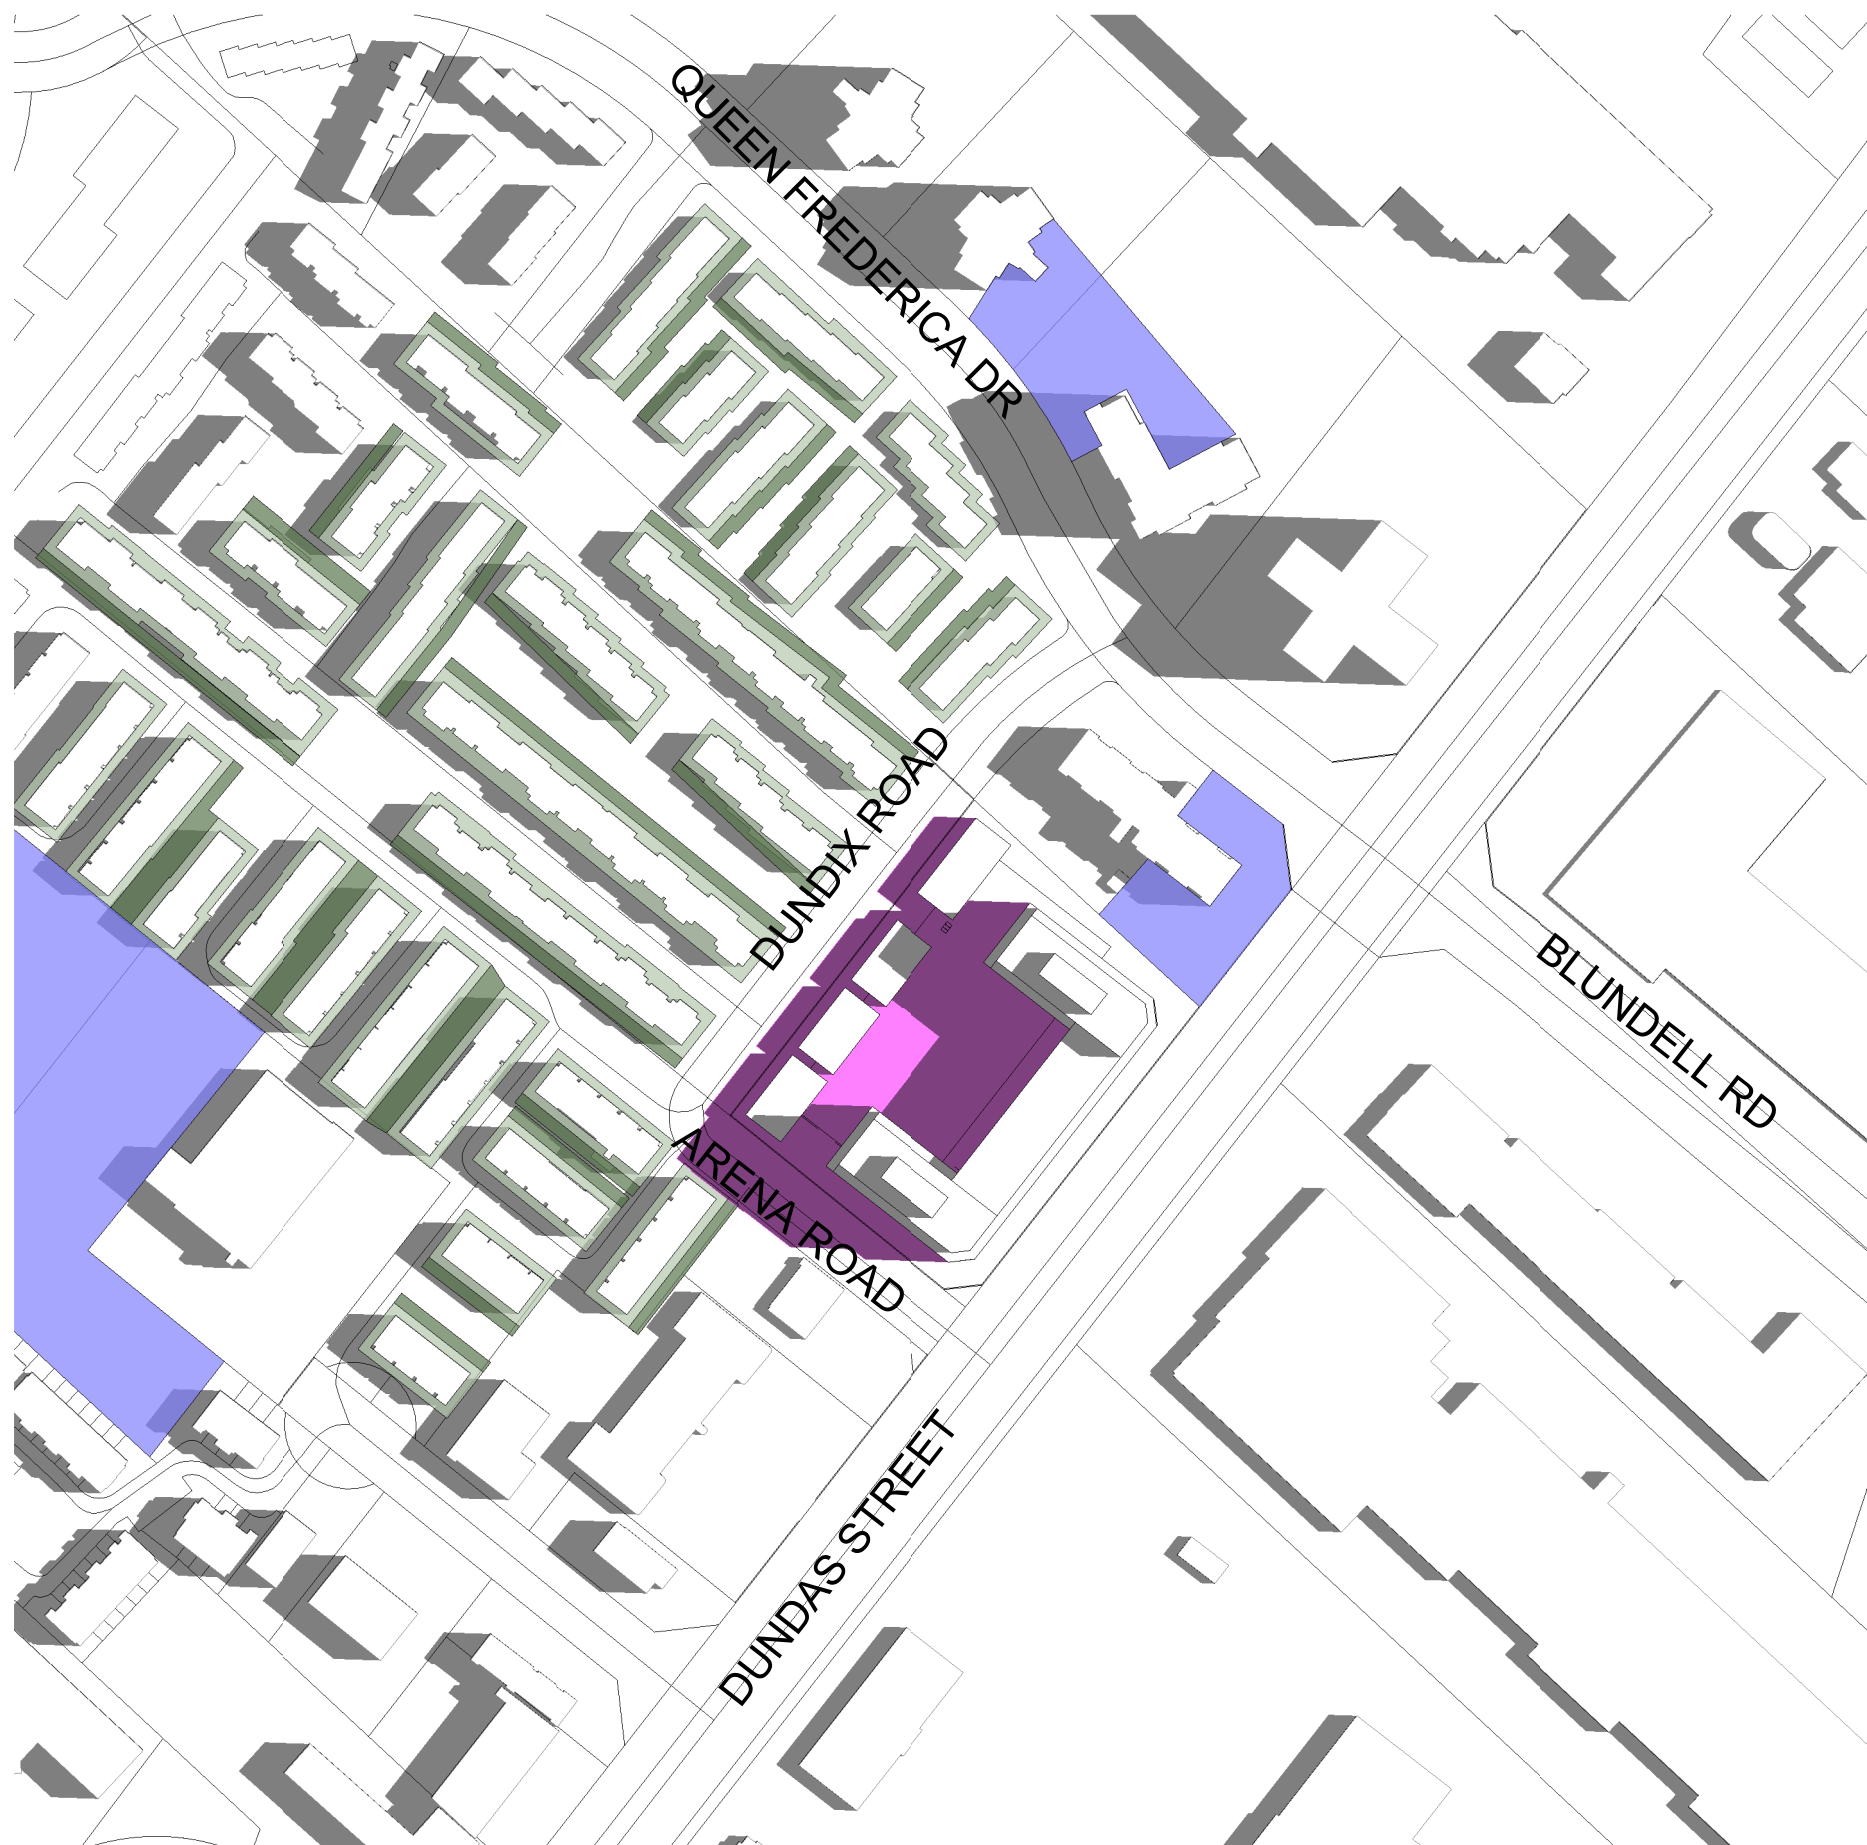 QUEEN FREDERICA DR
DUNDIX ROAD
ARENA ROAD
BLUNDELL RD
DUNDAS STREET